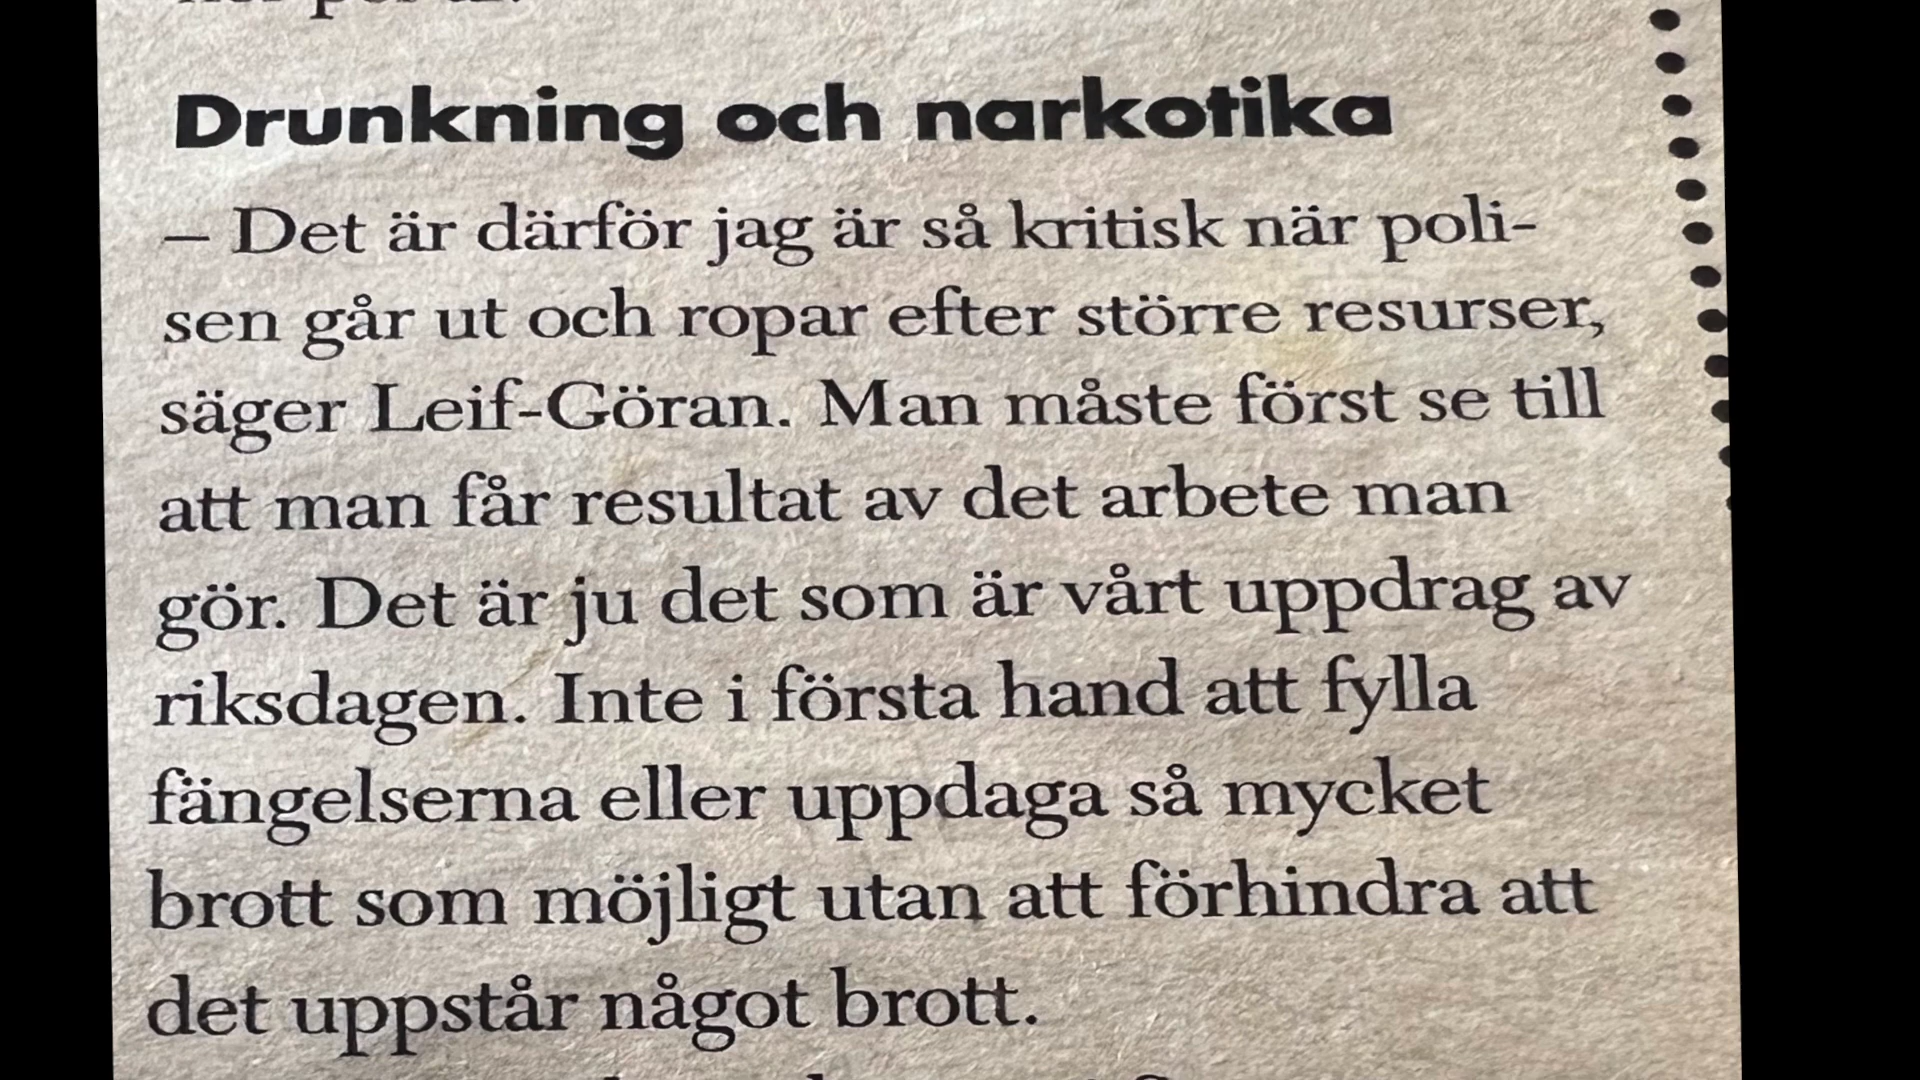 Drunkning och narkotika
– Det är därför jag är så kritisk när poli-
sen går ut och ropar efter större resurser,
säger Leif-Göran. Man måste först se till
att man får resultat av det arbete man
gör. Det är ju det som är vårt uppdrag av
riksdagen. Inte i första hand att fylla
fängelserna eller uppdaga så mycket
brott som möjligt utan att förhindra att
det uppstår något brott.